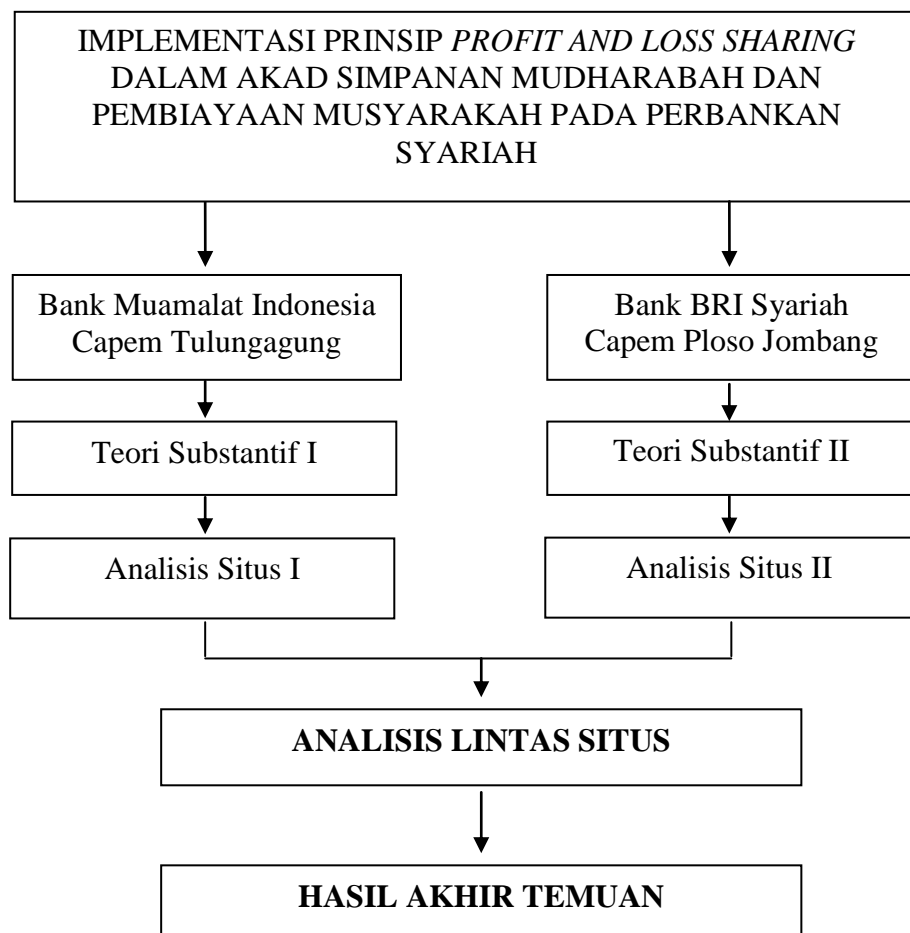 IMPLEMENTASI PRINSIP PROFIT AND LOSS SHARING
DALAM AKAD SIMPANAN MUDHARABAH DAN
PEMBIAYAAN MUSYARAKAH PADA PERBANKAN
SYARIAH
Bank Muamalat Indonesia
Capem Tulungagung
Bank BRI Syariah
Capem Ploso Jombang
Teori Substantif I
Teori Substantif II
Analisis Situs I
Analisis Situs II
ANALISIS LINTAS SITUS
HASIL AKHIR TEMUAN